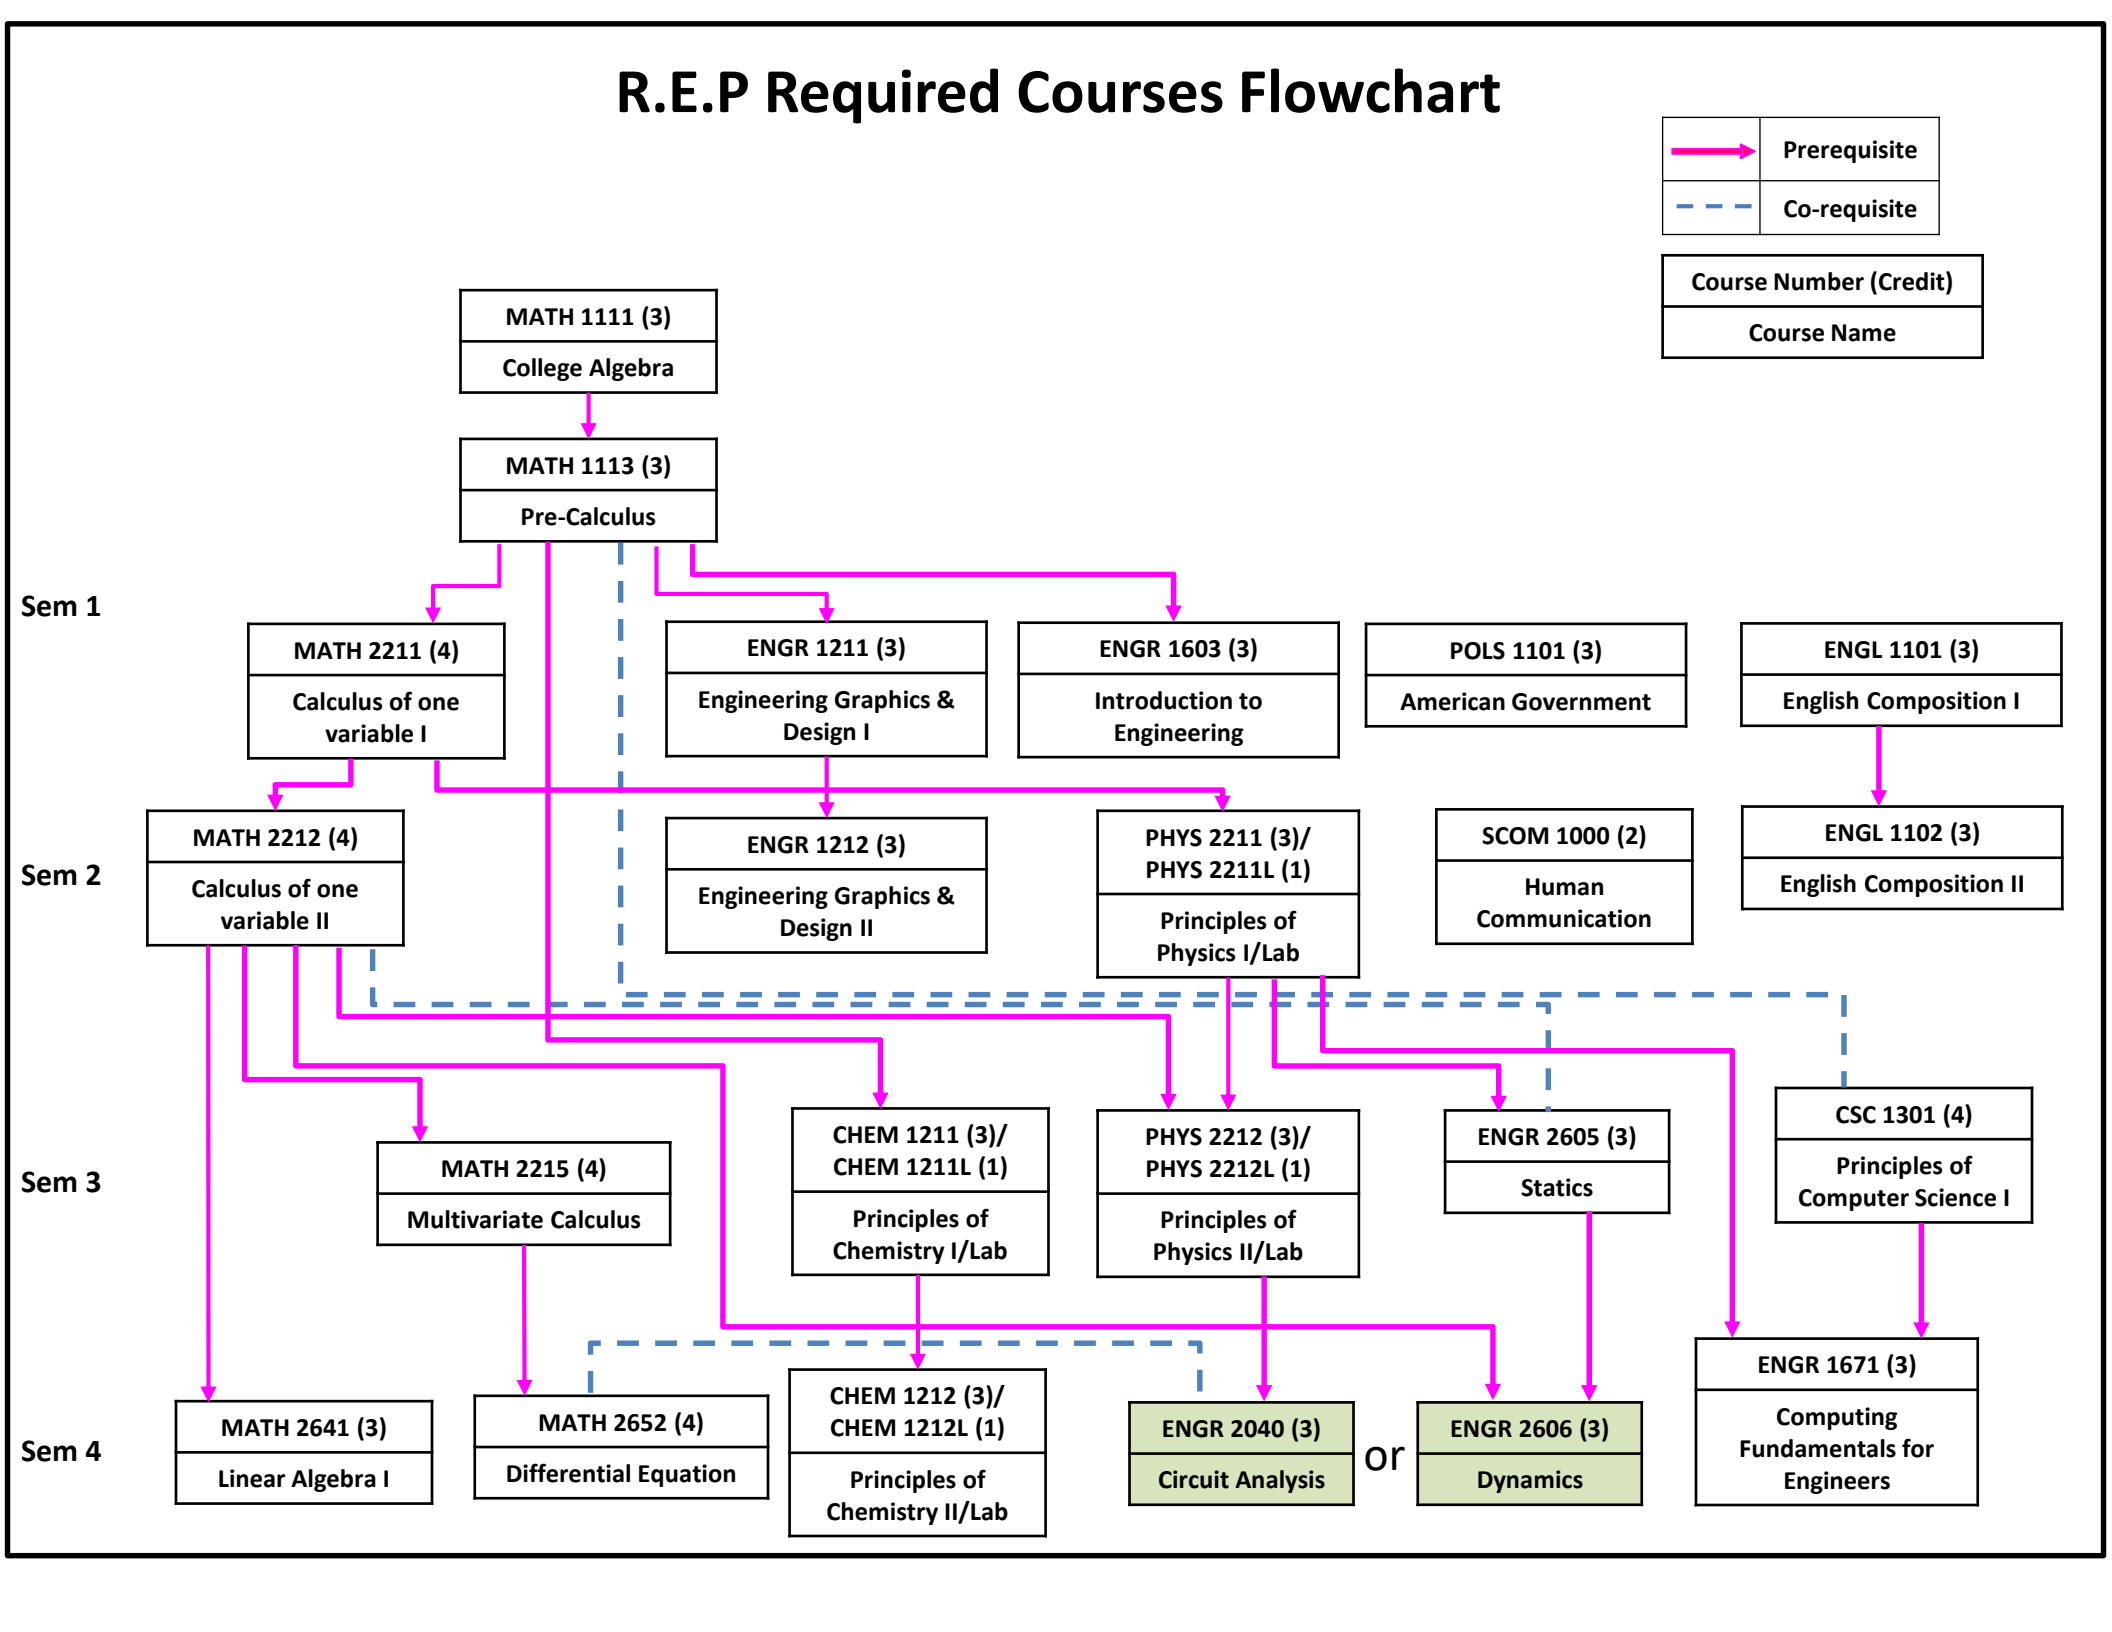 R.E.P Required Courses Flowchart
Prerequisite
Co-requisite
Course Number (Credit)
Course Name
MATH 1111 (3)
College Algebra
MATH 1113 (3)
Pre-Calculus
Sem 1
MATH 2211 (4)
Calculus of one
variable I
ENGR 1211 (3)
Engineering Graphics &
Design I
ENGR 1603 (3)
Introduction to
Engineering
POLS 1101 (3)
American Government
ENGL 1101 (3)
English Composition I
Sem 2
MATH 2212 (4)
Calculus of one
variable II
ENGR 1212 (3)
Engineering Graphics &
Design II
PHYS 2211 (3)/
PHYS 2211L (1)
Principles of
Physics I/Lab
SCOM 1000 (2)
Human
Communication
ENGL 1102 (3)
English Composition II
Sem 3
MATH 2215 (4)
Multivariate Calculus
CHEM 1211 (3)/
CHEM 1211L (1)
Principles of
Chemistry I/Lab
PHYS 2212 (3)/
PHYS 2212L (1)
Principles of
Physics II/Lab
ENGR 2605 (3)
Statics
CSC 1301 (4)
Principles of
Computer Science I
Sem 4
MATH 2641 (3)
Linear Algebra I
MATH 2652 (4)
Differential Equation
CHEM 1212 (3)/
CHEM 1212L (1)
Principles of
Chemistry II/Lab
ENGR 2040 (3)
Circuit Analysis
or
ENGR 2606 (3)
Dynamics
ENGR 1671 (3)
Computing
Fundamentals for
Engineers